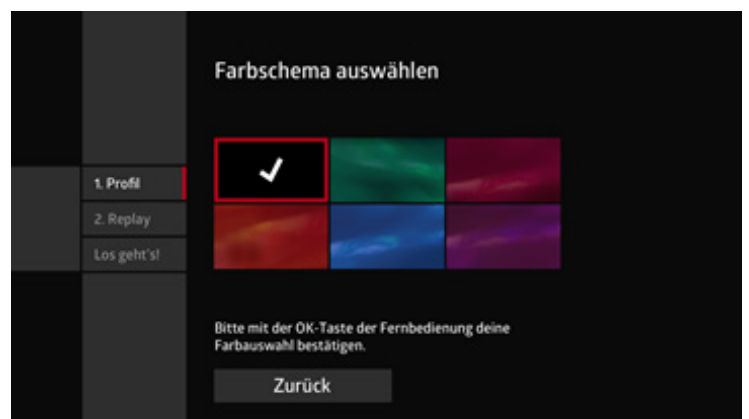 Farbschema auswählen
1. Profil
2. Replay
Los geht's!
Bitte mit der OK-Taste der Fernbedienung deine
Farbauswahl bestätigen.
Zurück